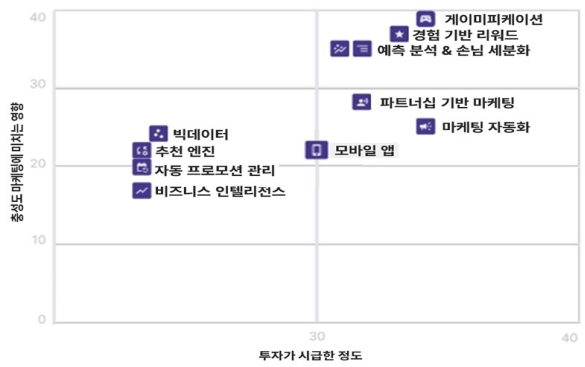 40
게이미피케이션
경험 기반 리워드
예측 분석 & 손님 세분화
30
파트너십 기반 마케팅
마케팅 자동화
빅데이터
추천 엔진
모바일 앱
20
자동 프로모션 관리
비즈니스 인텔리전스
10
0
충성도 마케팅에 미치는 영향
30
40
투자가 시급한 정도